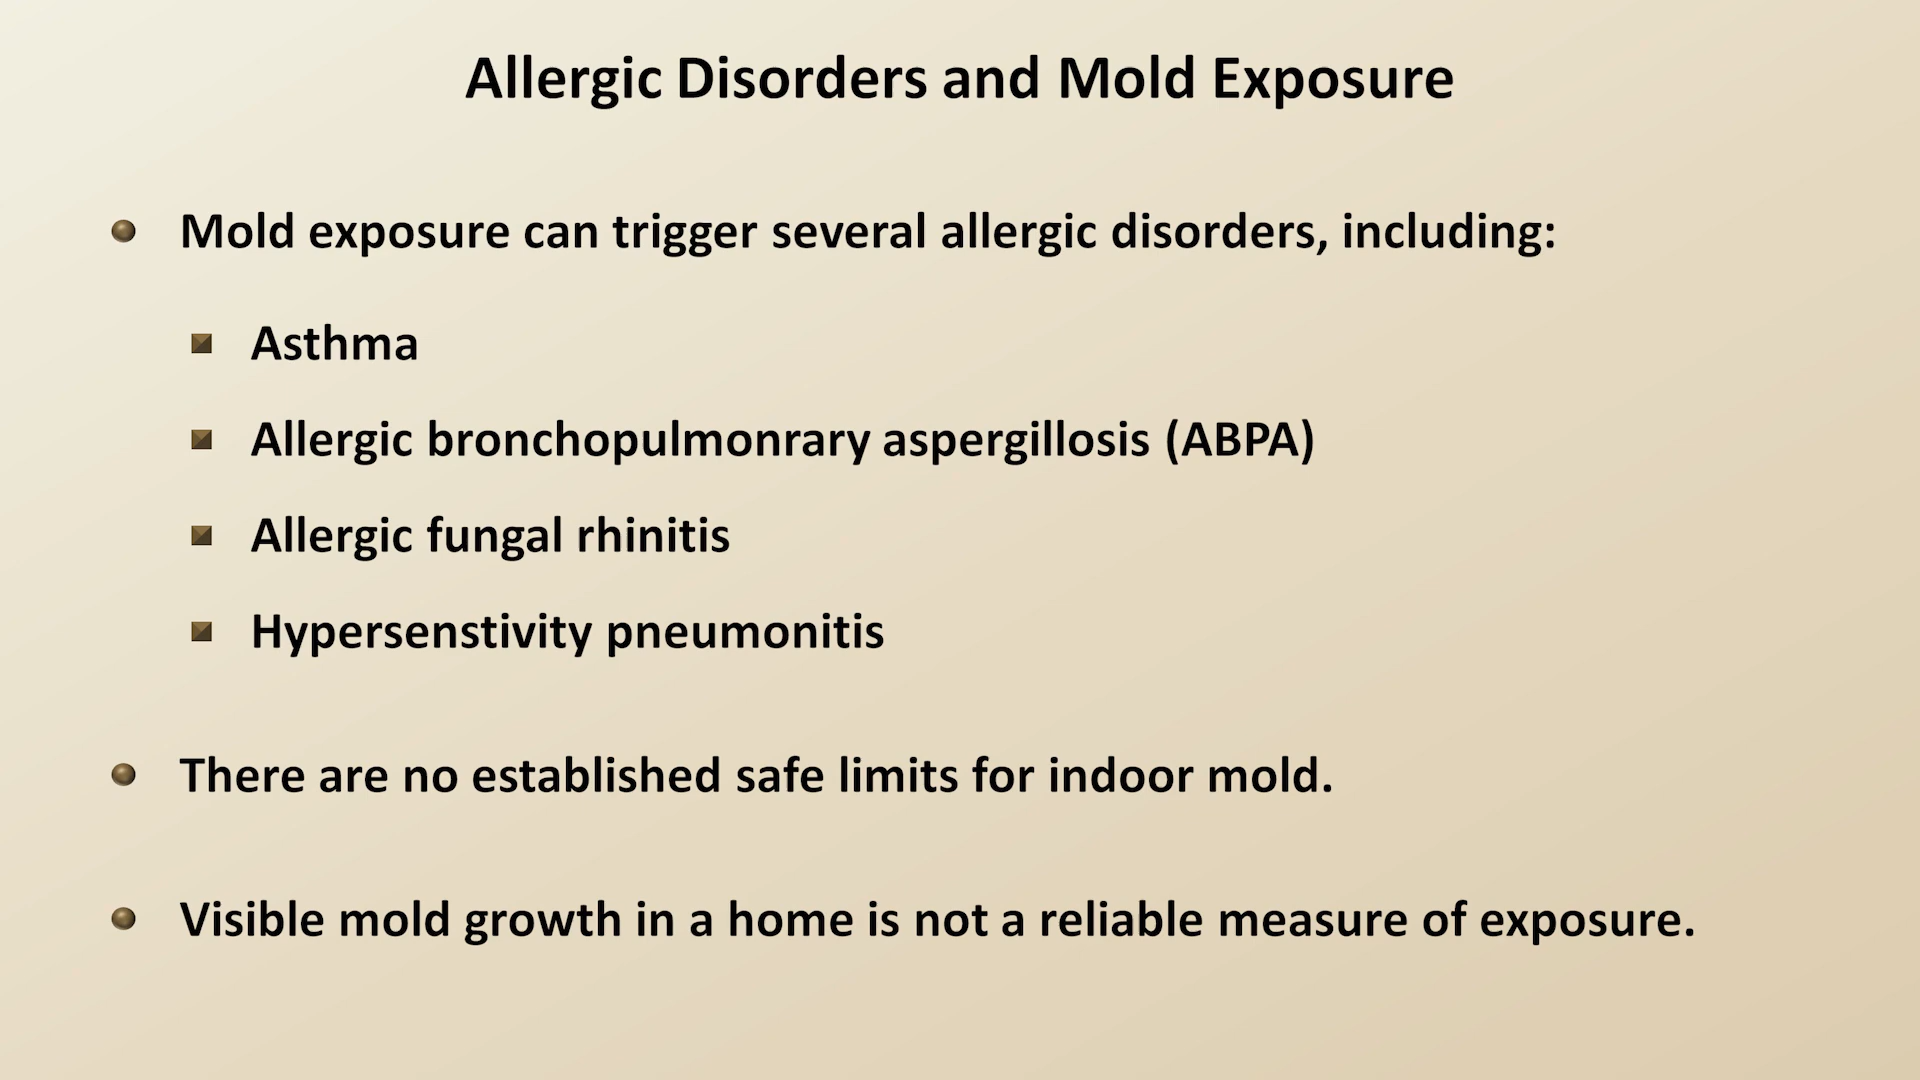 Allergic Disorders and Mold Exposure
Mold exposure can trigger several allergic disorders, including:
Asthma
Allergic bronchopulmonrary aspergillosis (ABPA)
Allergic fungal rhinitis
Hypersenstivity pneumonitis
There are no established safe limits for indoor mold.
Visible mold growth in a home is not a reliable measure of exposure.